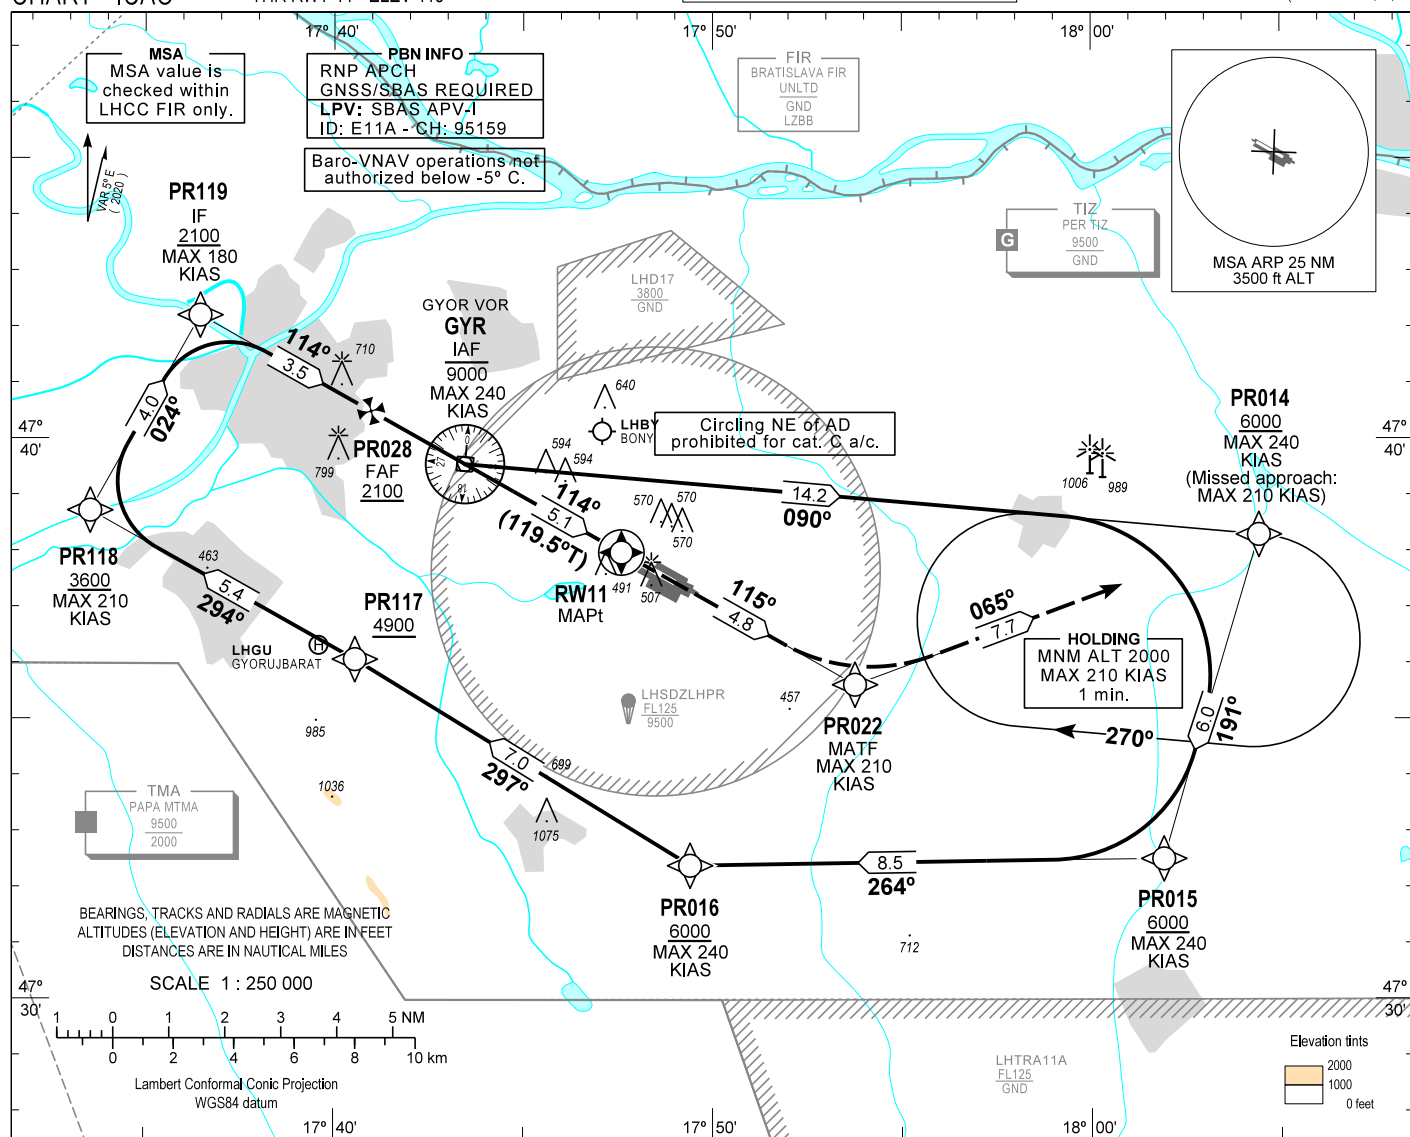 17° 40'
17° 50'
18° 00'
MSA
MSA value is
checked within
LHCC FIR only.
PBN INFO
RNP APCH
GNSS/SBAS REQUIRED
LPV: SBAS APV-I
ID: E11A - CH: 95159
Baro-VNAV operations not
authorized below -5° C.
FIR
BRATISLAVA FIR
UNLTD
GND
LZBB
MSA ARP 25 NM
3500 ft ALT
VAR 5° E
( 2020 )
PR119
IF
2100
MAX 180
KIAS
TIZ
PER TIZ
9500
GND
G
LHD17
3800
GND
GYOR VOR
GYR
IAF
9000
MAX 240
KIAS
0
27
18
114°
3.5
710
640
LHBY
BONY
Circling NE of AD
prohibited for cat. C a/c.
PR014
6000
MAX 240
KIAS
(Missed approach:
MAX 210 KIAS)
47°
40'
47°
40'
4.0
024°
799
PR028
FAF
2100
594
594
1006
989
14.2
090°
570
570
570
114°
5.1
(119.5°T)
PR118
3600
MAX 210
KIAS
463
5.4
294°
PR117
4900
RW11
MAPt
491
507
115°
4.8
065°
7.7
HOLDING
MNM ALT 2000
MAX 210 KIAS
1 min.
LHGU
GYORUJBARAT
H
LHSDZLHPR
FL125
9500
457
985
PR022
MATF
MAX 210
KIAS
270°
6.0
191°
7.0
297°
699
1036
TMA
PAPA MTMA
9500
2000
1075
8.5
264°
PR016
6000
MAX 240
KIAS
PR015
6000
MAX 240
KIAS
712
BEARINGS, TRACKS AND RADIALS ARE MAGNETIC
ALTITUDES (ELEVATION AND HEIGHT) ARE IN FEET
DISTANCES ARE IN NAUTICAL MILES
SCALE 1 : 250 000
47°
30'
47°
30'
1 0 1 2 3 4 5 NM
0 2 4 6 8 10 km
Lambert Conformal Conic Projection
WGS84 datum
LHTRA11A
FL125
GND
Elevation tints
2000
1000
0 feet
17° 40'
17° 50'
18° 00'